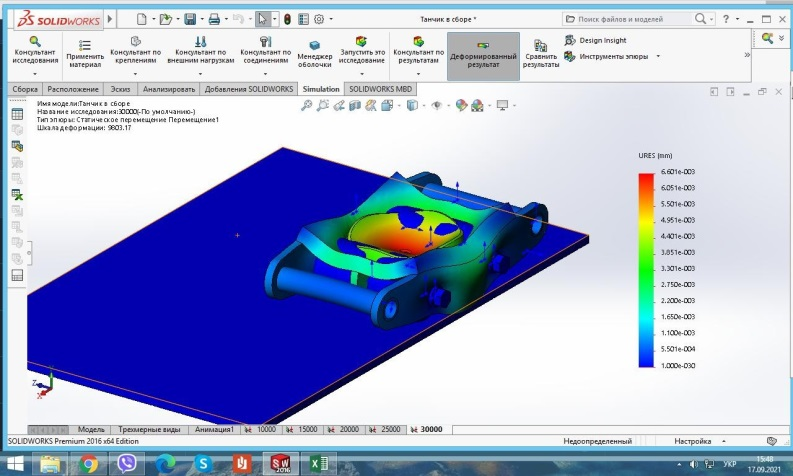 SOLIDWORKS
Танчик в сборе *
Поиск файлов и моделей
Консультант исследования
Применить материал
Консультант по креплениям
Консультант по внешним нагрузкам
Консультант по соединениям
Менеджер оболочки
Запустить это исследование
Консультант по результатам
Деформированный результат
Сравнить результаты
Design Insight
Инструменты эпюры
Сборка Расположение Эскиз Анализировать Добавления SOLIDWORKS Simulation SOLIDWORKS MBD
Имя модели:Танчик в сборе
Название исследования:30000(-По умолчанию-)
Тип эпюры: Статическое перемещение Перемещение1
Шкала деформации: 9803.17
URES (mm)
6.601e-003
6.051e-003
5.501e-003
4.951e-003
4.401e-003
3.851e-003
3.301e-003
2.750e-003
2.200e-003
1.650e-003
1.100e-003
5.501e-004
1.000e-030
Z
X
Модель Трехмерные виды Анимация1 10000 15000 20000 25000 30000
SOLIDWORKS Premium 2016 x64 Edition
Недоопределенный Настройка
SW
2016
УКР
15:48
17.09.2021